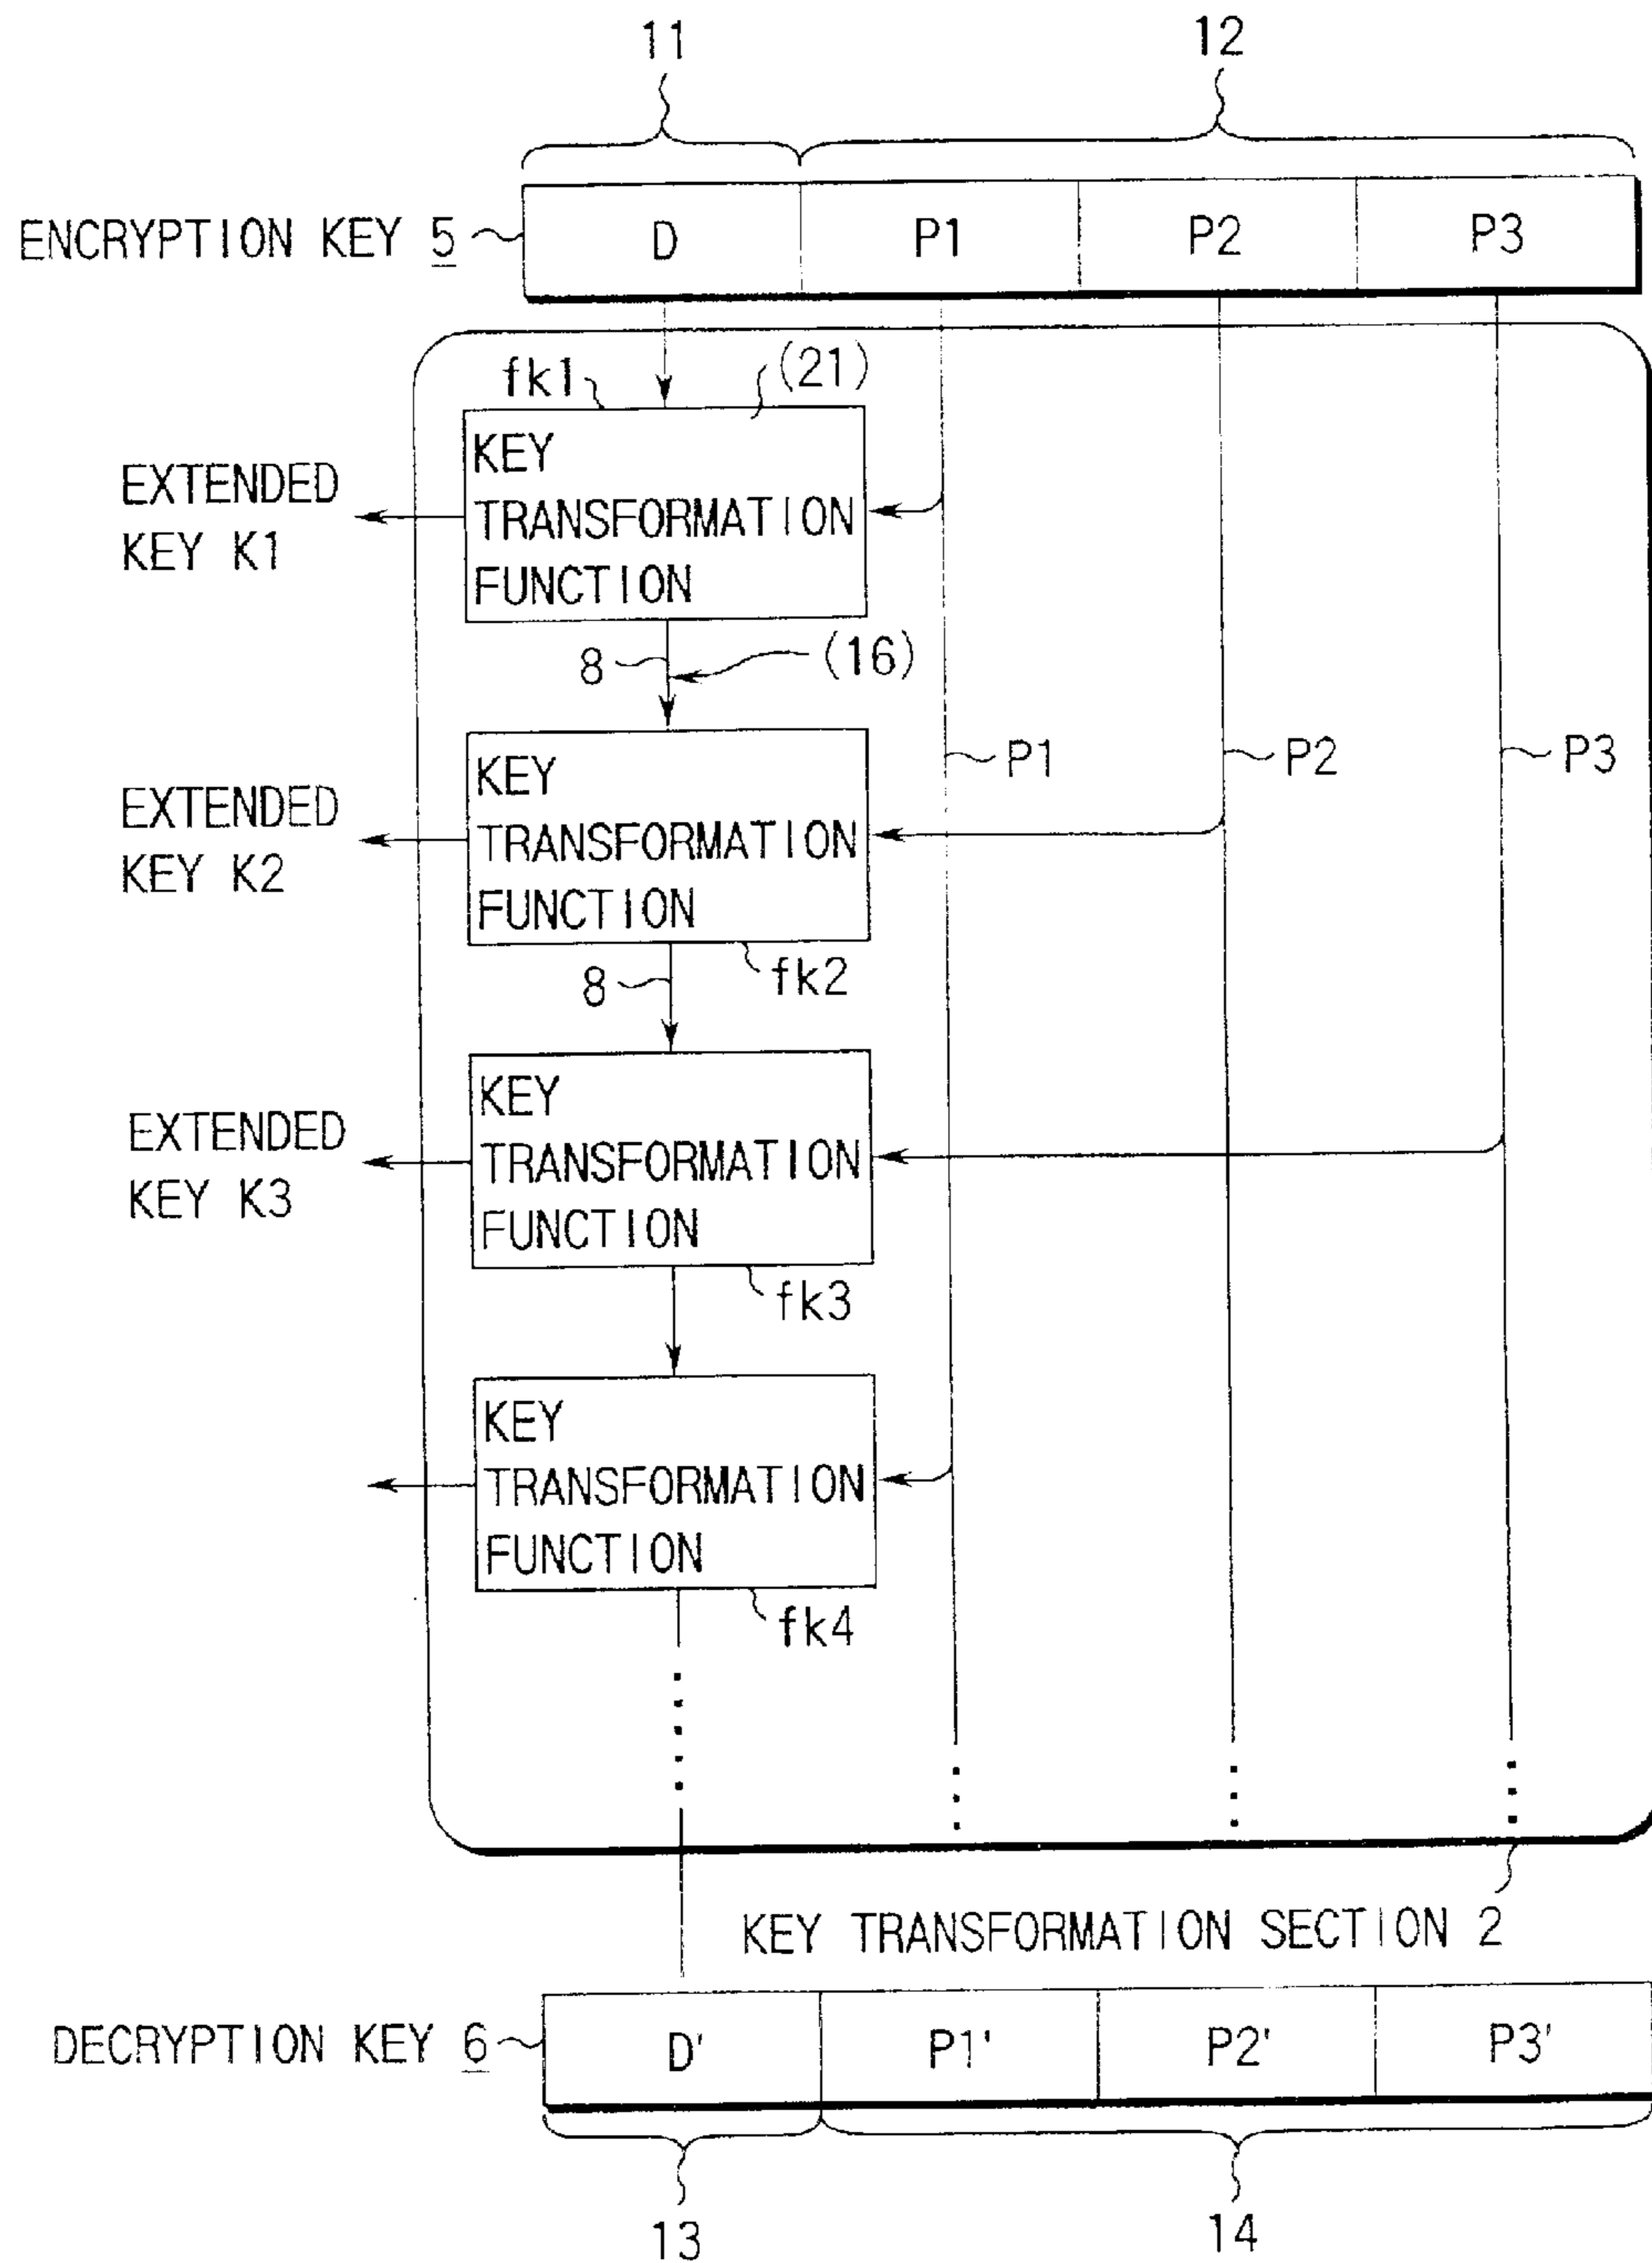 11
12
ENCRYPTION KEY 5
D
P1
P2
P3
fk1
(21)
KEY
TRANSFORMATION
FUNCTION
EXTENDED
KEY K1
8
(16)
KEY
TRANSFORMATION
FUNCTION
P1
P2
P3
EXTENDED
KEY K2
fk2
8
KEY
TRANSFORMATION
FUNCTION
EXTENDED
KEY K3
fk3
KEY
TRANSFORMATION
FUNCTION
fk4
KEY TRANSFORMATION SECTION 2
DECRYPTION KEY 6
D'
P1'
P2'
P3'
13
14